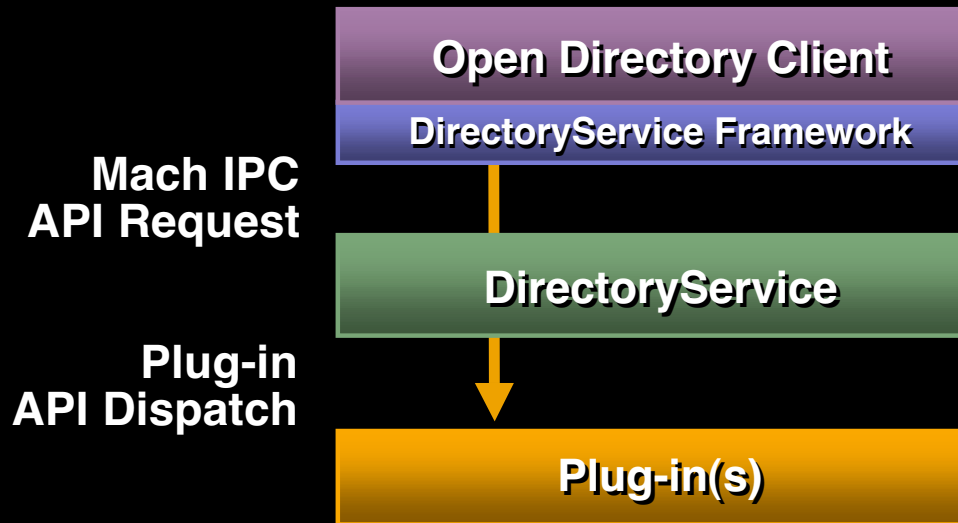 Open Directory Client
DirectoryService Framework
Mach IPC
API Request
DirectoryService
Plug-in
API Dispatch
Plug-in(s)